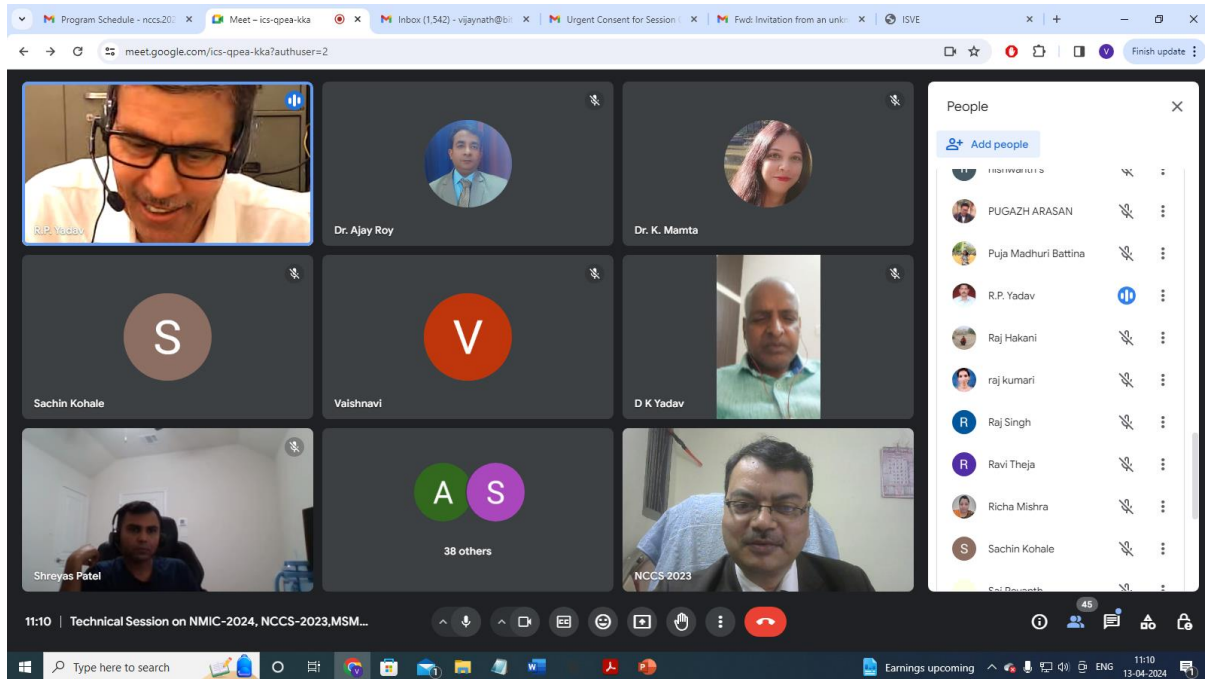 Program Schedule - nccs.202
Meet – ics-qpea-kka
Inbox (1,542) - vijaynath@bit
Urgent Consent for Session
Fwd: Invitation from an unkn
ISVE
meet.google.com/ics-qpea-kka?authuser=2
V
Finish update
R.P. Yadav
Dr. Ajay Roy
Dr. K. Mamta
S
Sachin Kohale
V
Vaishnavi
D K Yadav
Shreyas Patel
A S
38 others
NCCS 2023
People
Add people
PUGAZH ARASAN
Puja Madhuri Battina
R.P. Yadav
Raj Hakani
raj kumari
R Raj Singh
R Ravi Theja
Richa Mishra
S Sachin Kohale
11:10 | Technical Session on NMIC-2024, NCCS-2023,MSM...
45
Type here to search
Earnings upcoming
ENG
11:10
13-04-2024